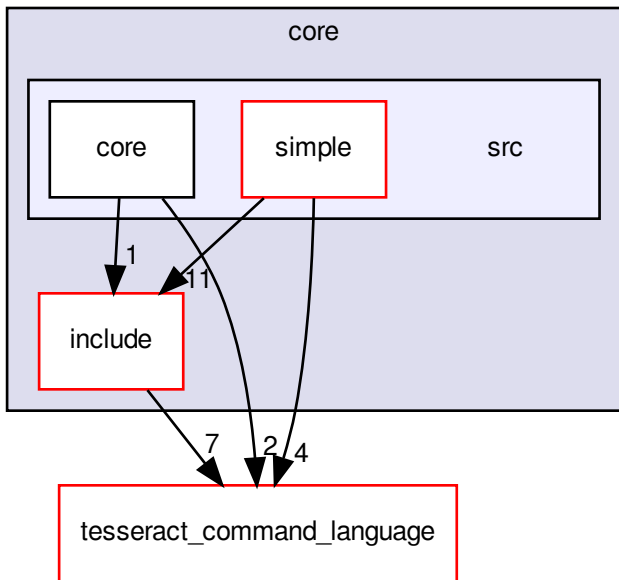 core
core
simple
src
1
11
include
7
2
4
tesseract_command_language